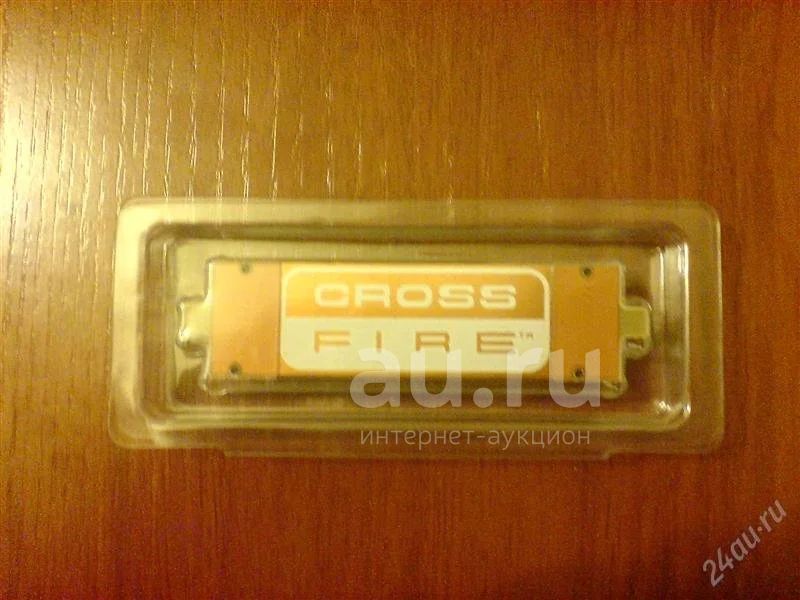 CROSS
FIRE™
au.ru
интернет-аукцион
24au.ru